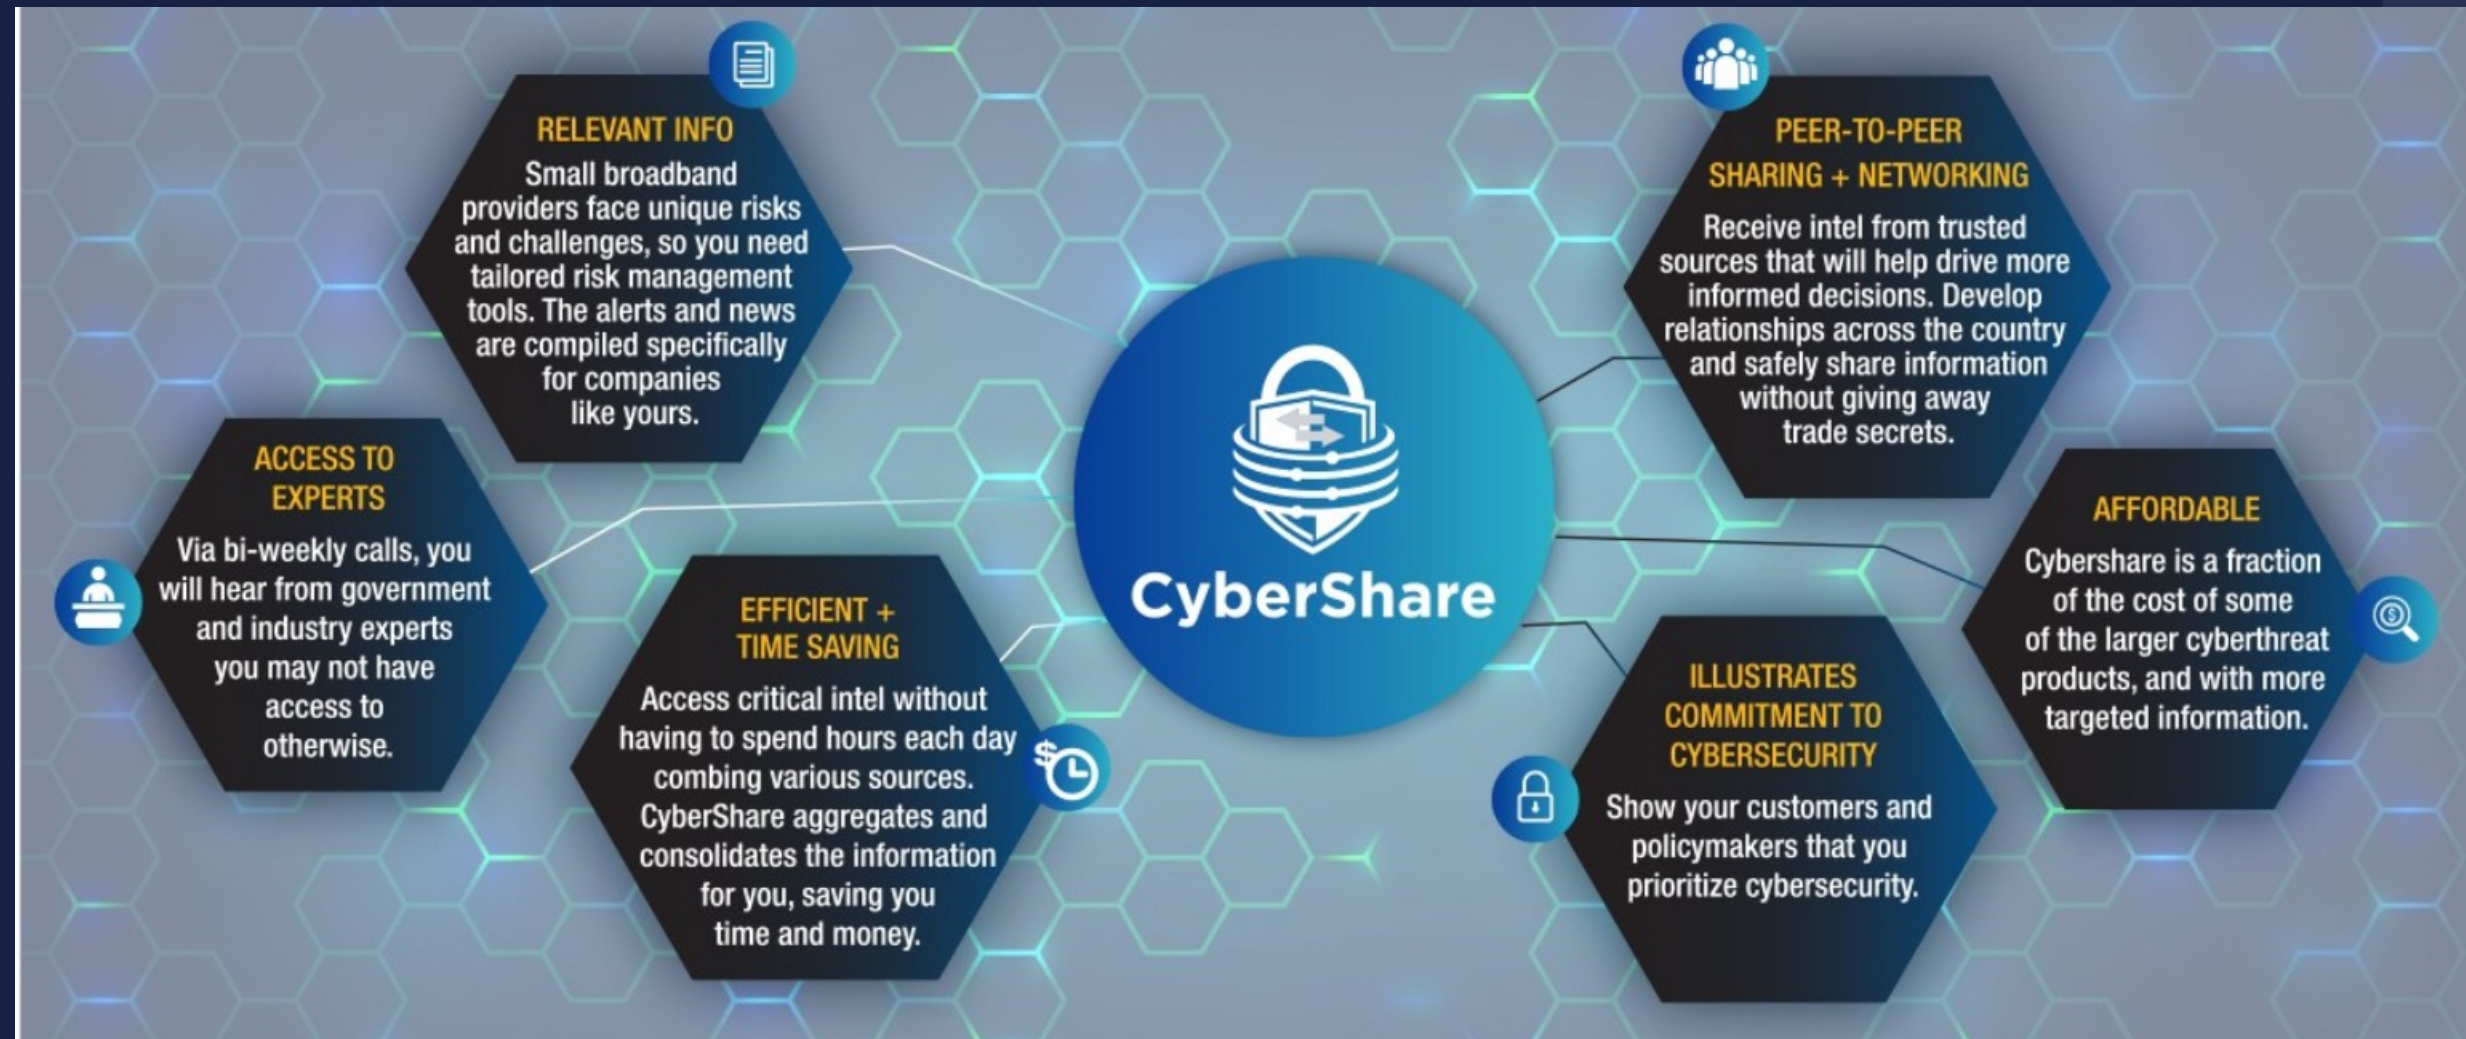 RELEVANT INFO
Small broadband
providers face unique risks
and challenges, so you need
tailored risk management
tools. The alerts and news
are compiled specifically
for companies
like yours.
ACCESS TO
EXPERTS
Via bi-weekly calls, you
will hear from government
and industry experts
you may not have
access to
otherwise.
EFFICIENT +
TIME SAVING
Access critical intel without
having to spend hours each day
combing various sources.
CyberShare aggregates and
consolidates the information
for you, saving you
time and money.
CyberShare
PEER-TO-PEER
SHARING + NETWORKING
Receive intel from trusted
sources that will help drive more
informed decisions. Develop
relationships across the country
and safely share information
without giving away
trade secrets.
AFFORDABLE
Cybershare is a fraction
of the cost of some
of the larger cyberthreat
products, and with more
targeted information.
ILLUSTRATES
COMMITMENT TO
CYBERSECURITY
Show your customers and
policymakers that you
prioritize cybersecurity.